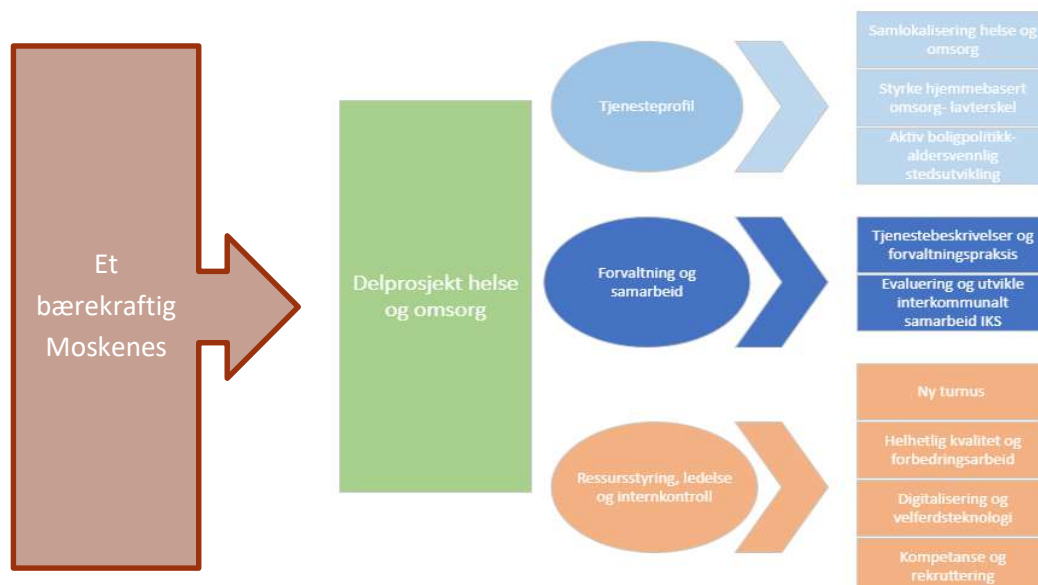 Et
bærekraftig
Moskenes
Delprosjekt helse
og omsorg
Tjenesteprofil
Samlokalisering helse og
omsorg
Styrke hjemmebasert
omsorg- lavterskel
Aktiv boligpolitikk-
aldersvennlig
stedsutvikling
Forvaltning og
samarbeid
Tjenestebeskrivelser og
forvaltningspraksis
Evaluering og utvikle
interkommunalt
samarbeid IKS
Ressursstyring, ledelse
og internkontroll
Ny turnus
Helhetlig kvalitet og
forbedringsarbeid
Digitalisering og
velferdsteknologi
Kompetanse og
rekruttering